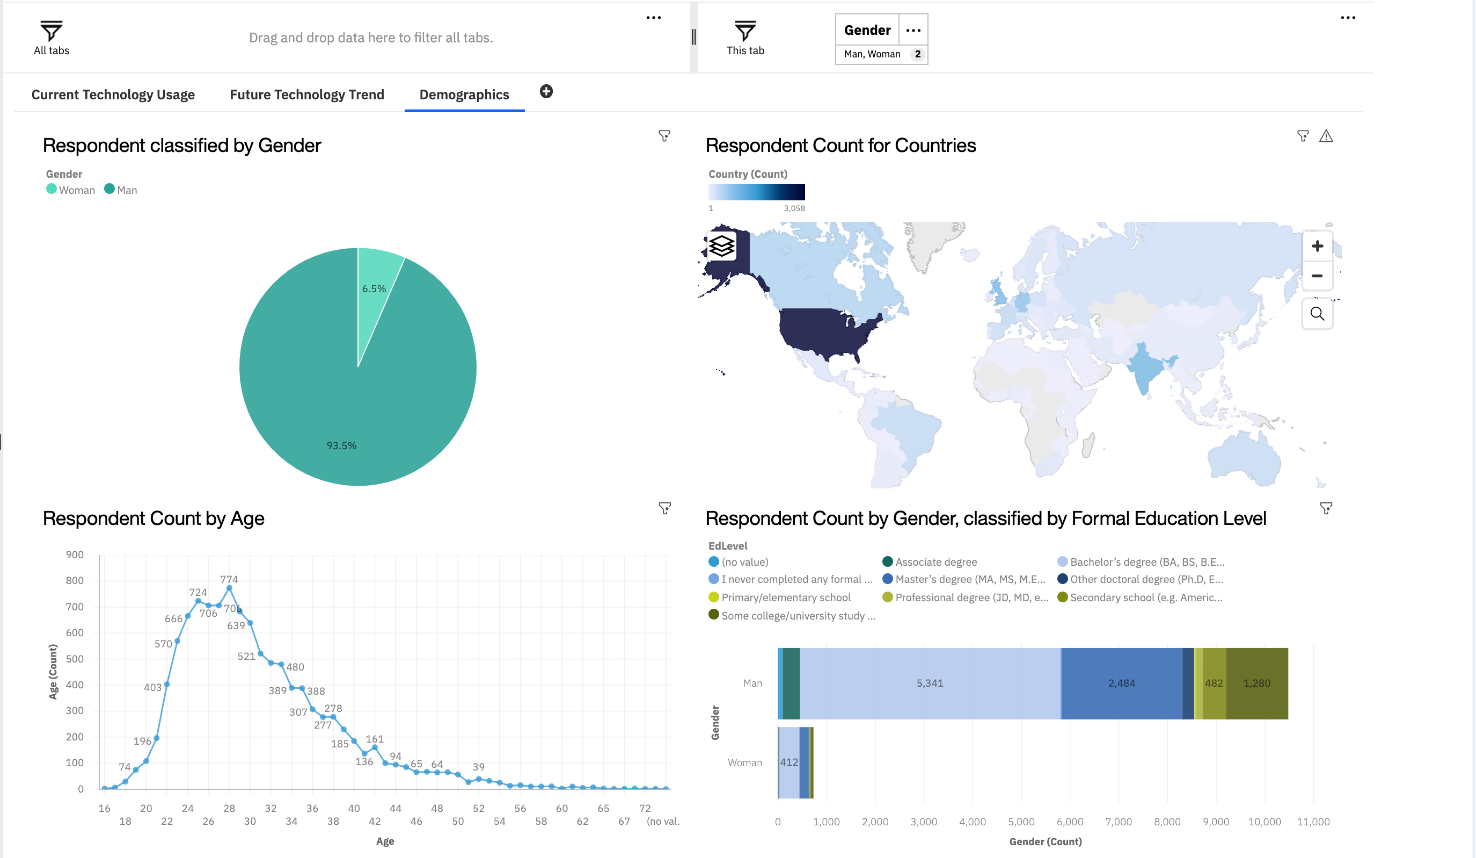 All tabs
Drag and drop data here to filter all tabs.
This tab
Gender ...
Man, Woman 2
Current Technology Usage Future Technology Trend Demographics
Respondent classified by Gender
Gender
Woman Man
6.5%
93.5%
Respondent Count for Countries
Country (Count)
1 3,058
Respondent Count by Age
Age (Count)
900
800
700
600
500
400
300
200
100
0
74
196
403
570
666
724
706
774
706
639
521
480
389
388
307
278
277
185
161
136
94
65
64
39
16 20 24 28 32 36 40 44 48 52 56 60 65 72
18 22 26 30 34 38 42 46 50 54 58 62 67 (no val.
Age
Respondent Count by Gender, classified by Formal Education Level
EdLevel
(no value) Associate degree Bachelor's degree (BA, BS, B.E...
I never completed any formal ... Master's degree (MA, MS, M.E... Other doctoral degree (Ph.D, E...
Primary/elementary school Professional degree (JD, MD, e... Secondary school (e.g. Americ...
Some college/university study ...
Gender
Man 5,341 2,484 482 1,280
Woman 412
0 1,000 2,000 3,000 4,000 5,000 6,000 7,000 8,000 9,000 10,000 11,000
Gender (Count)